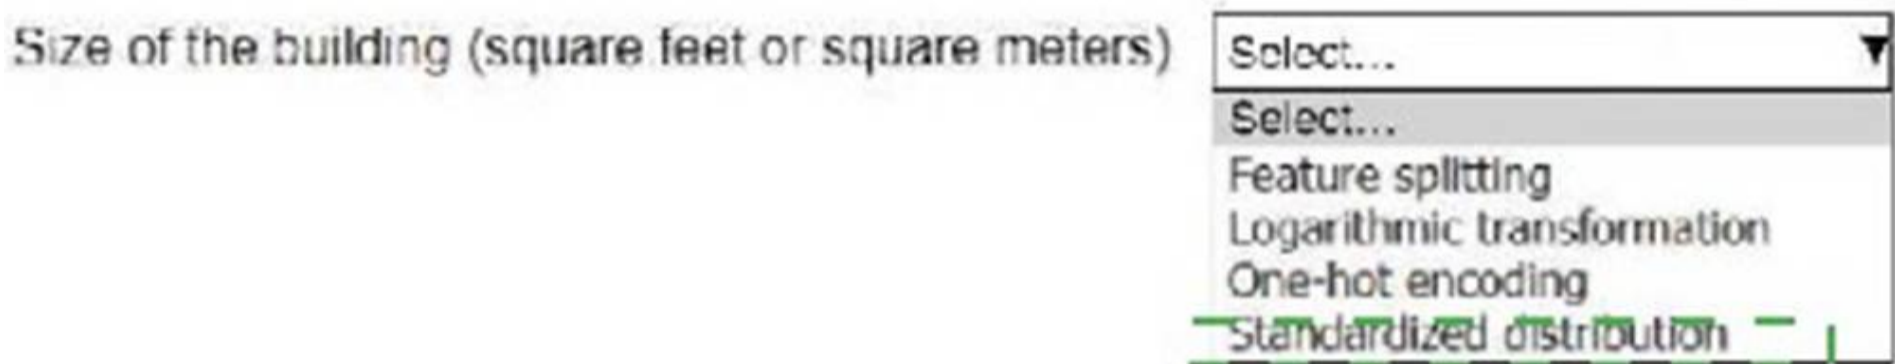 Size of the building (square feet or square meters) Select...
Select...
Feature splitting
Logarithmic transformation
One-hot encoding
Standardized distribution